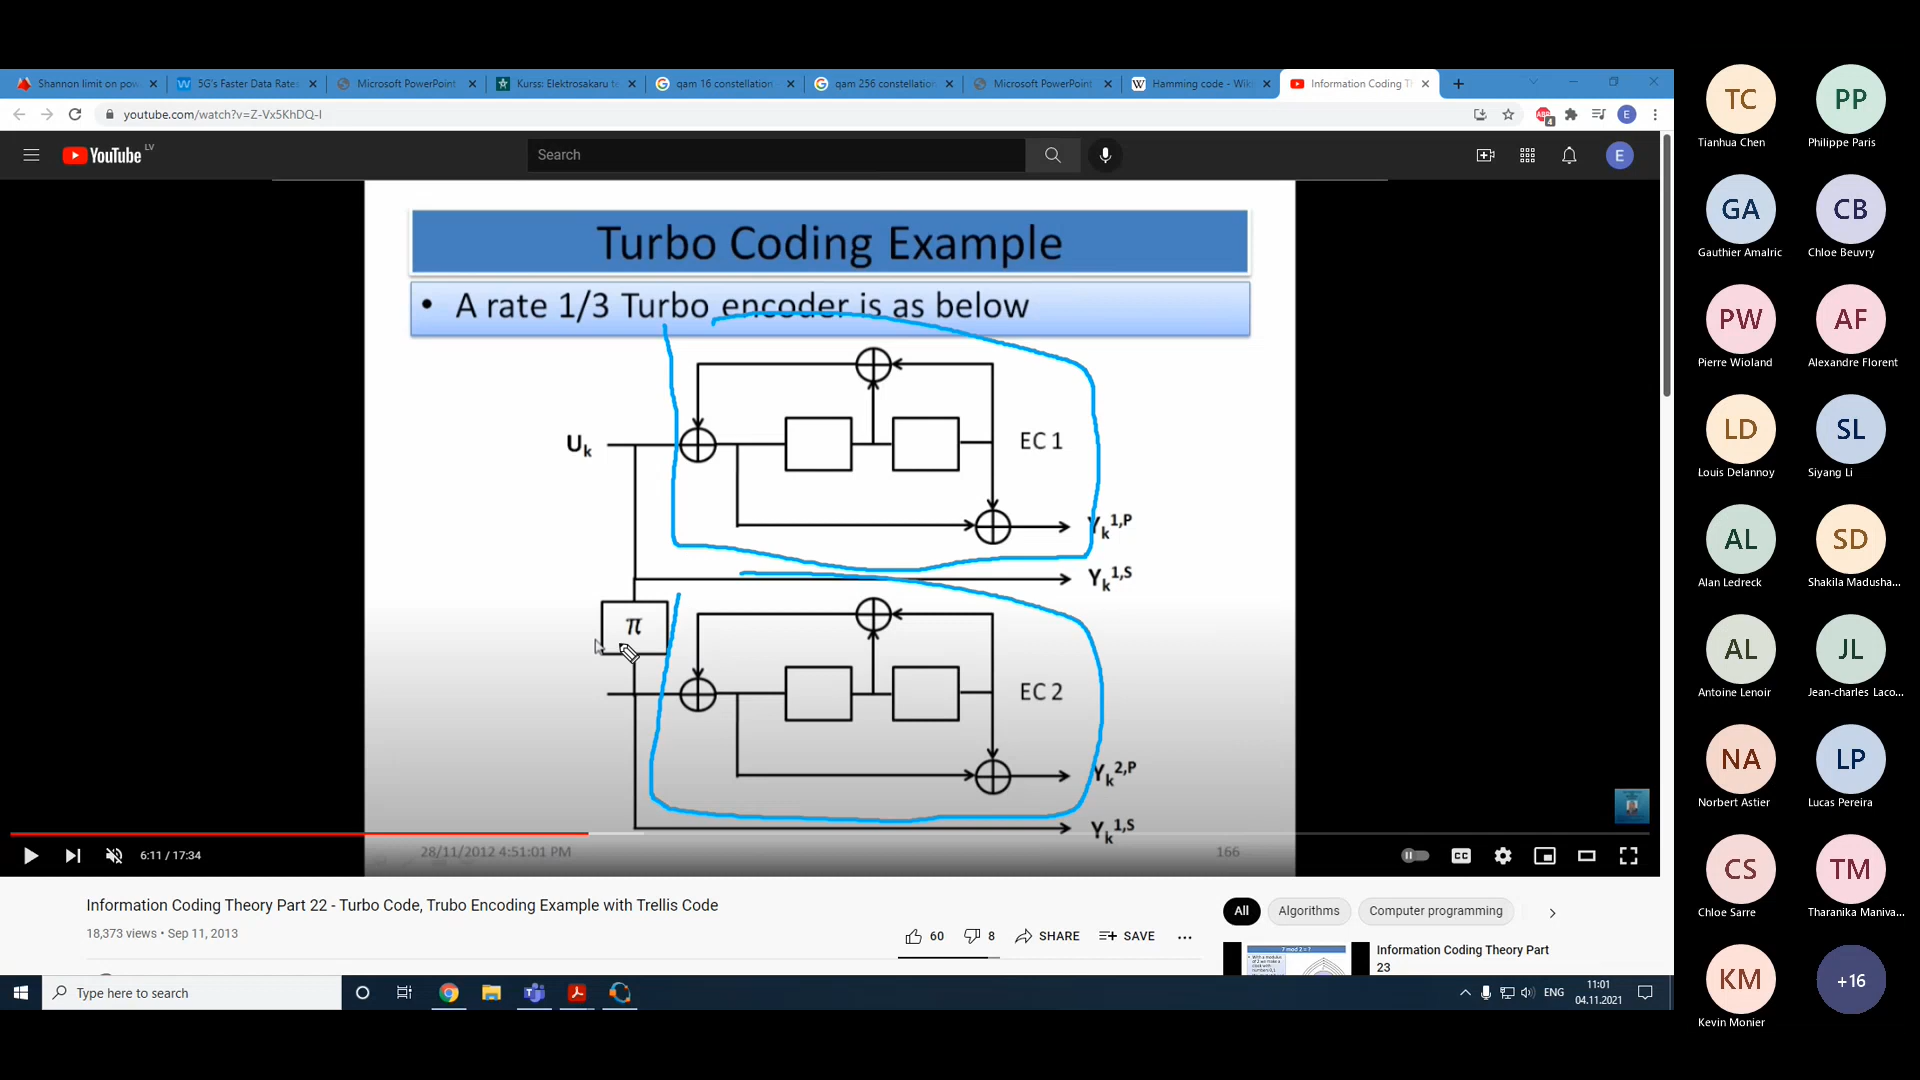 Shannon limit on pow
5G's Faster Data Rates
Microsoft PowerPoint
Kurss: Elektrosakaru te
qam 16 constellation
qam 256 constellatio
Microsoft PowerPoint
Hamming code - Wik
Information Coding Th
youtube.com/watch?v=Z-Vx5KhDQ-I
4
E
YouTube LV
Search
E
Turbo Coding Example
• A rate 1/3 Turbo encoder is as below
Uk
EC 1
Yk1,P
Yk1,S
π
EC 2
Yk2,P
Yk1,S
28/11/2012 4:51:01 PM
166
6:11 / 17:34
CC
Information Coding Theory Part 22 - Turbo Code, Trubo Encoding Example with Trellis Code
18,373 views • Sep 11, 2013
60
8
SHARE
SAVE
All
Algorithms
Computer programming
Information Coding Theory Part
23
Type here to search
ENG
11:01
04.11.2021
TC
Tianhua Chen
PP
Philippe Paris
GA
Gauthier Amalric
CB
Chloe Beuvry
PW
Pierre Wioland
AF
Alexandre Florent
LD
Louis Delannoy
SL
Siyang Li
AL
Alan Ledreck
SD
Shakila Madusha...
AL
Antoine Lenoir
JL
Jean-charles Laco...
NA
Norbert Astier
LP
Lucas Pereira
CS
Chloe Sarre
TM
Tharanika Maniva...
KM
Kevin Monier
+16